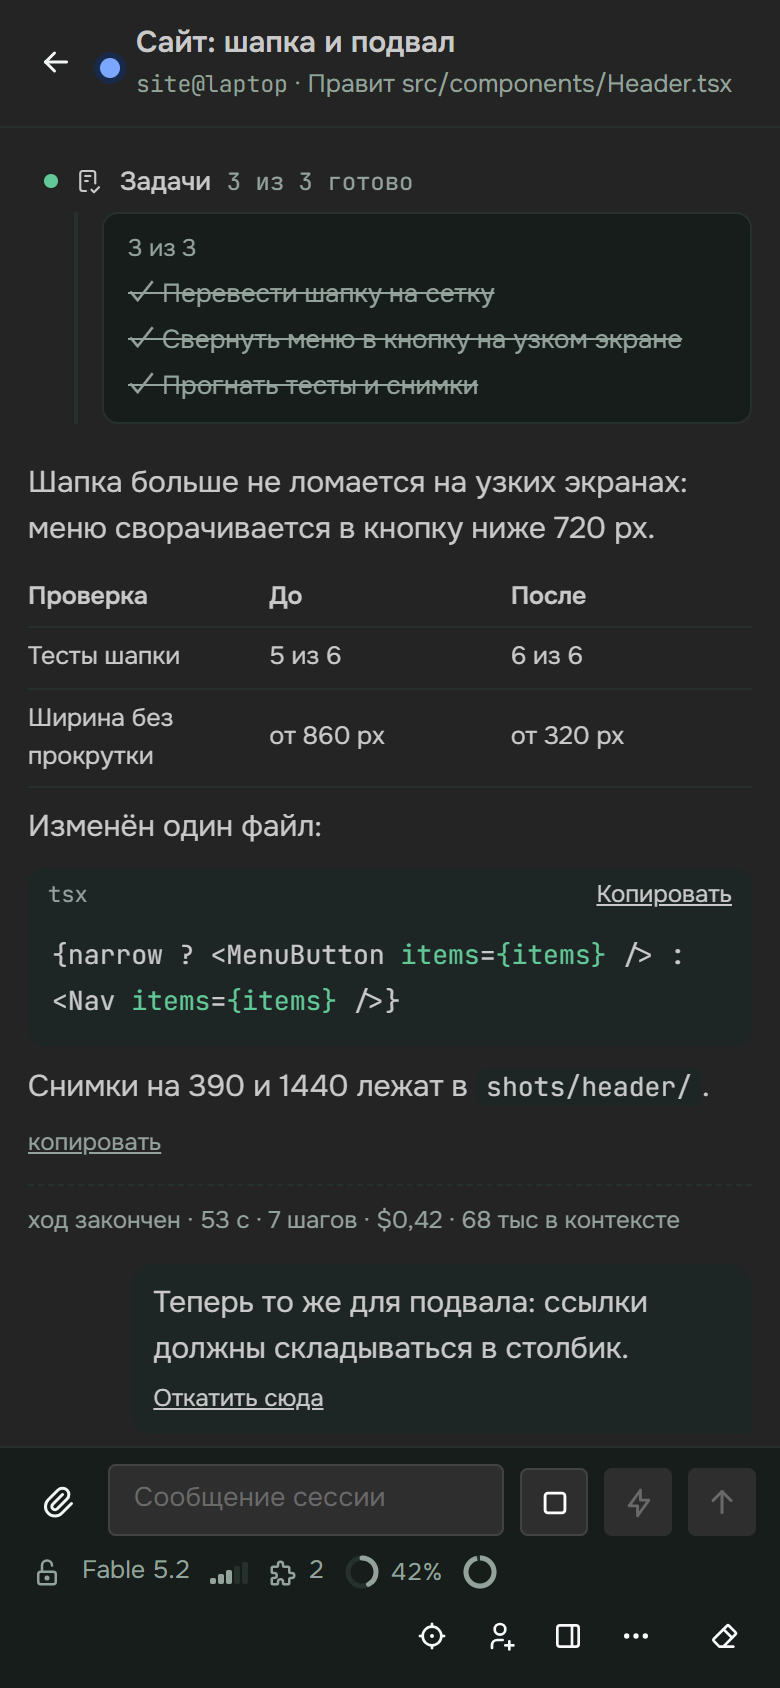 Сайт: шапка и подвал
site@laptop · Правит src/components/Header.tsx
Задачи 3 из 3 готово
3 из 3
✓ Перевести шапку на сетку
✓ Свернуть меню в кнопку на узком экране
✓ Прогнать тесты и снимки
Шапка больше не ломается на узких экранах:
меню сворачивается в кнопку ниже 720 px.
Проверка До После
Тесты шапки 5 из 6 6 из 6
Ширина без
прокрутки от 860 px от 320 px
Изменён один файл:
tsx Копировать
{narrow ? <MenuButton items={items} /> :
<Nav items={items} />}
Снимки на 390 и 1440 лежат в shots/header/ .
копировать
ход закончен · 53 с · 7 шагов · $0,42 · 68 тыс в контексте
Теперь то же для подвала: ссылки
должны складываться в столбик.
Откатить сюда
Сообщение сессии
Fable 5.2 2 42%